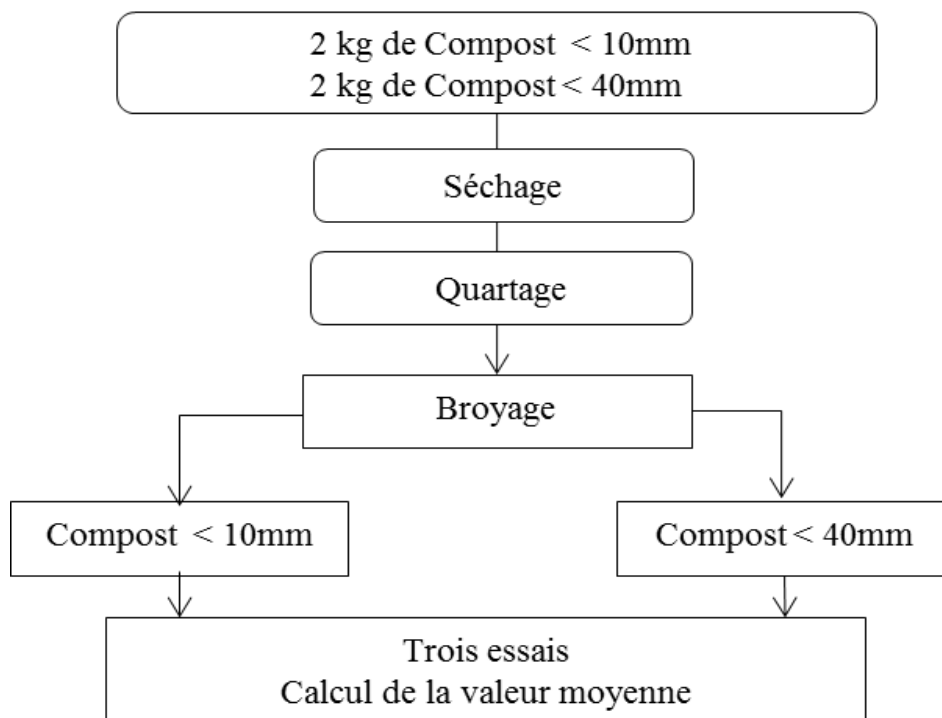 2 kg de Compost < 10mm
2 kg de Compost < 40mm
Séchage
Quartage
Broyage
Compost < 10mm
Compost < 40mm
Trois essais
Calcul de la valeur moyenne